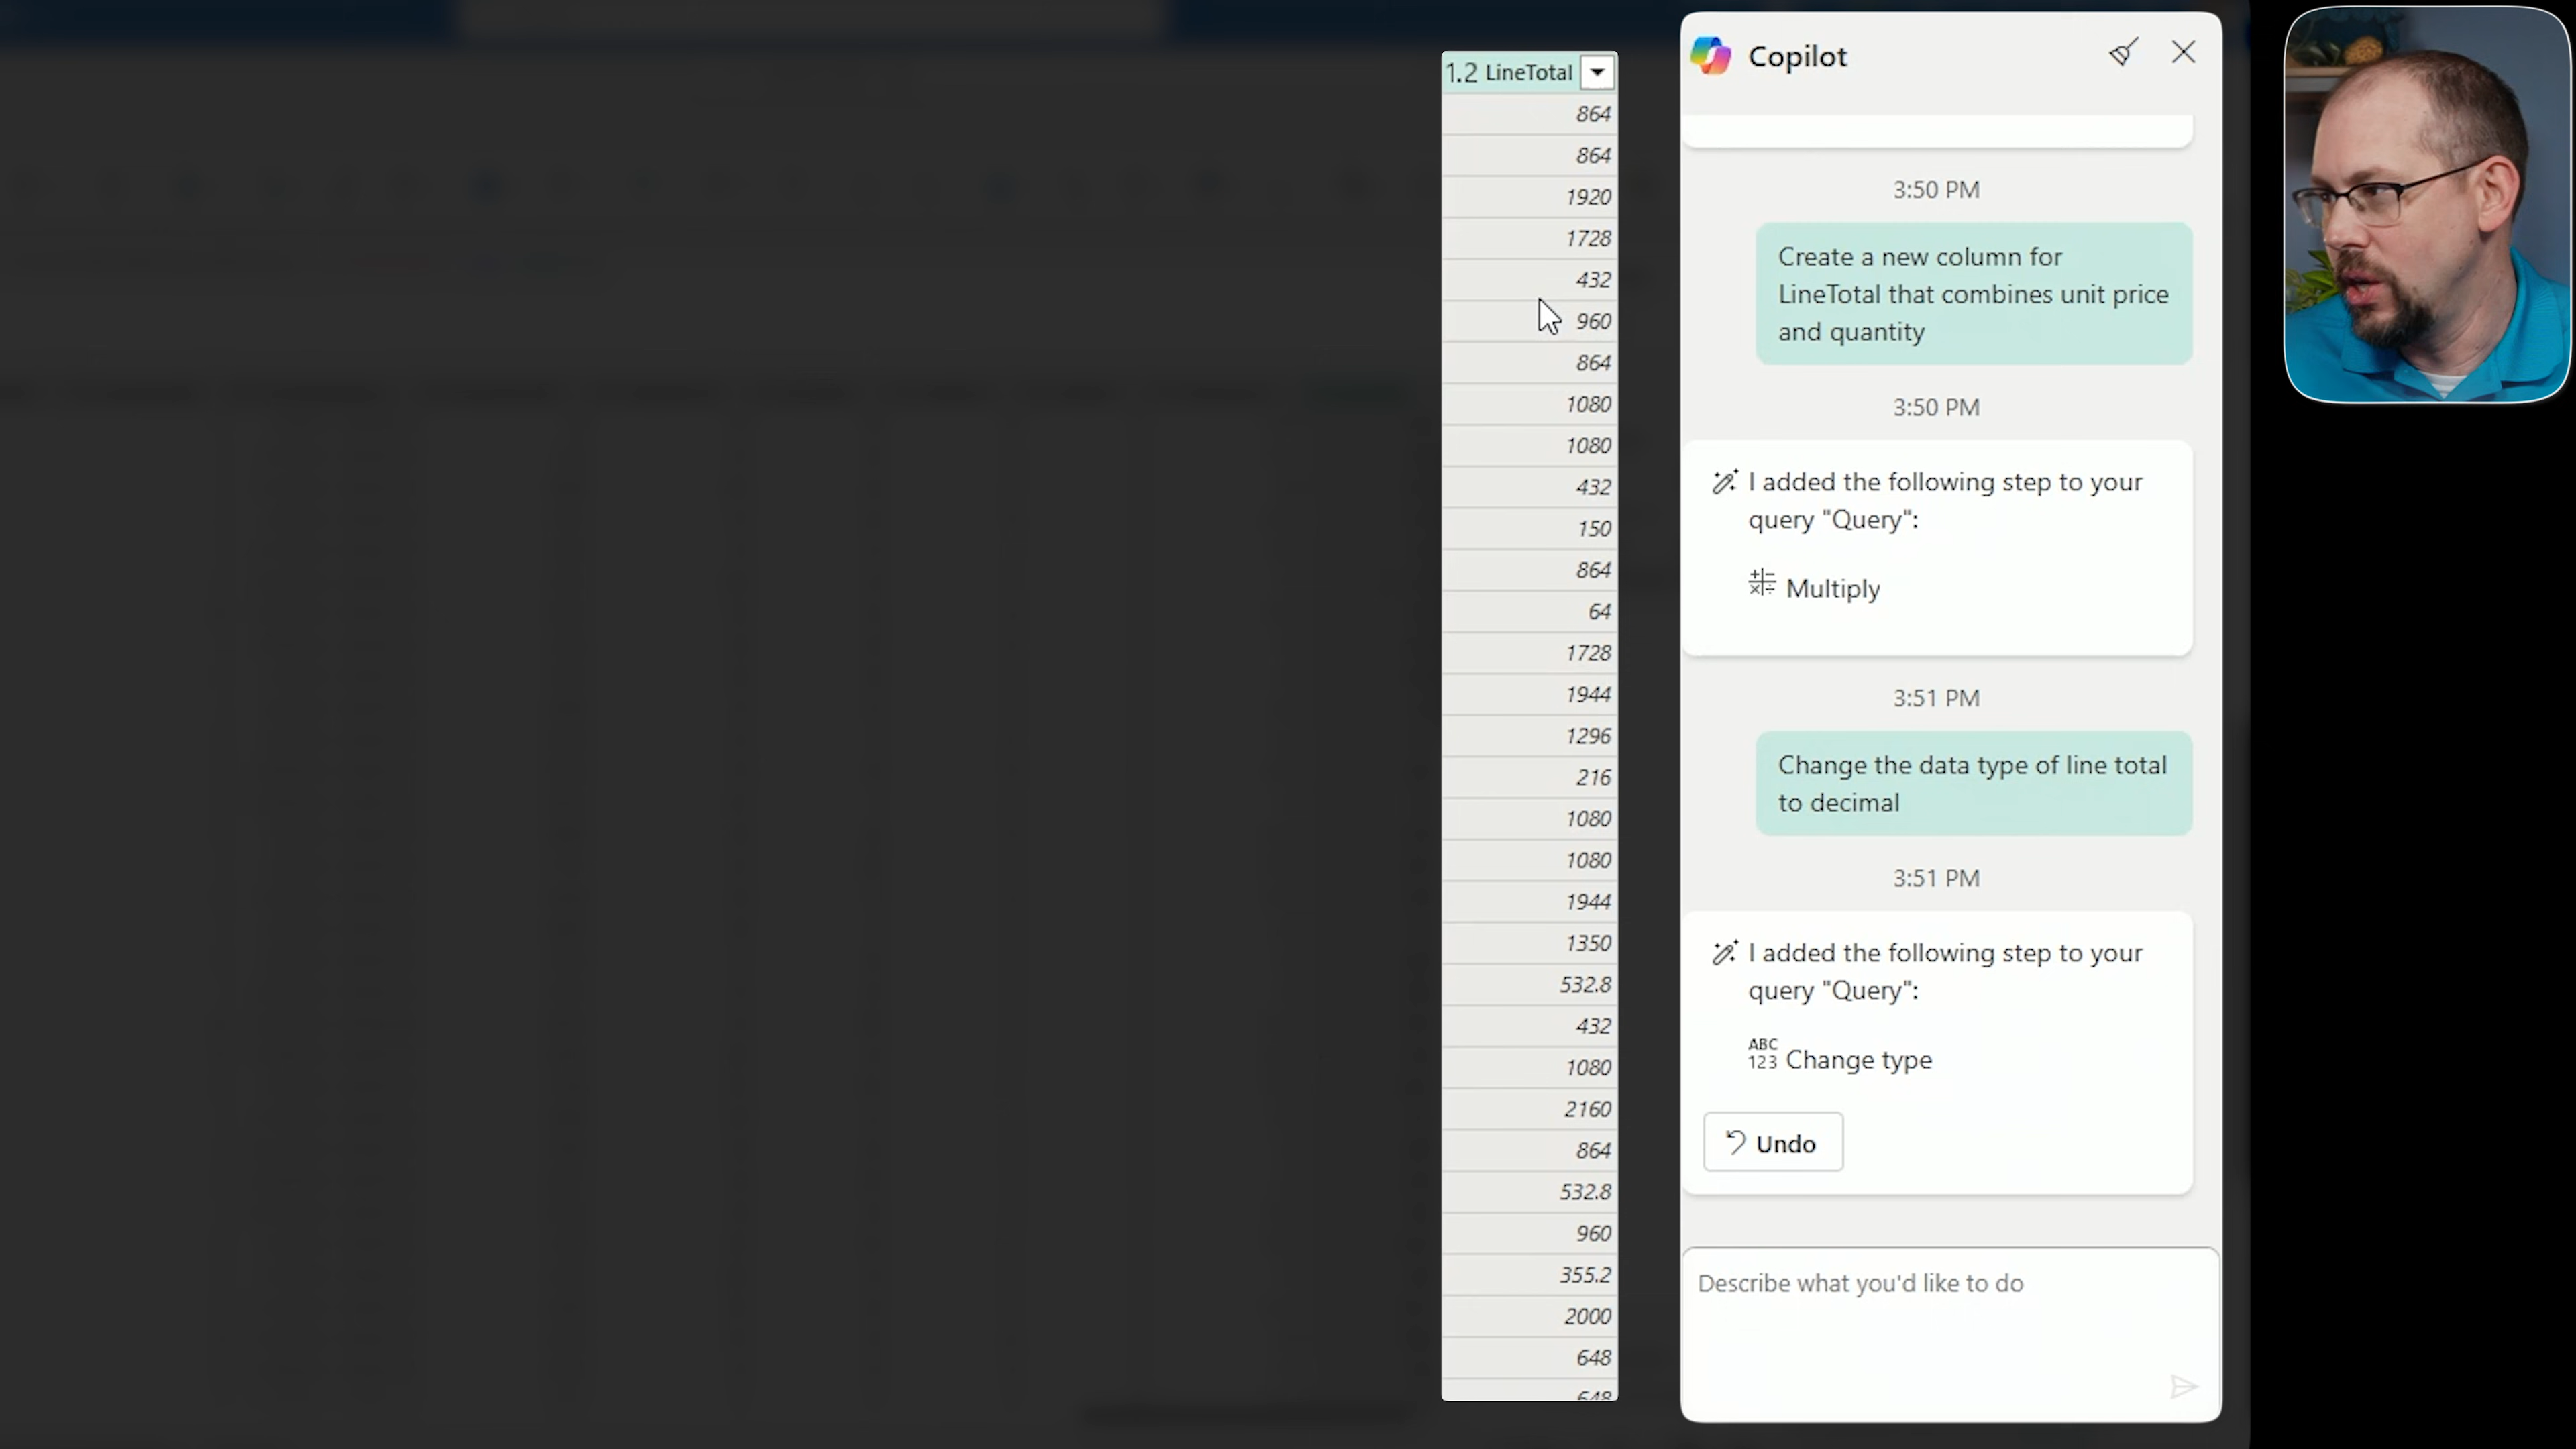 1.2 LineTotal
864
864
1920
1728
432
960
864
1080
1080
432
150
864
64
1728
1944
1296
216
1080
1080
1944
1350
532.8
432
1080
2160
864
532.8
960
355.2
2000
648
648
Copilot
3:50 PM
Create a new column for
LineTotal that combines unit price
and quantity
3:50 PM
I added the following step to your
query "Query":
Multiply
3:51 PM
Change the data type of line total
to decimal
3:51 PM
I added the following step to your
query "Query":
ABC
123 Change type
Undo
Describe what you'd like to do